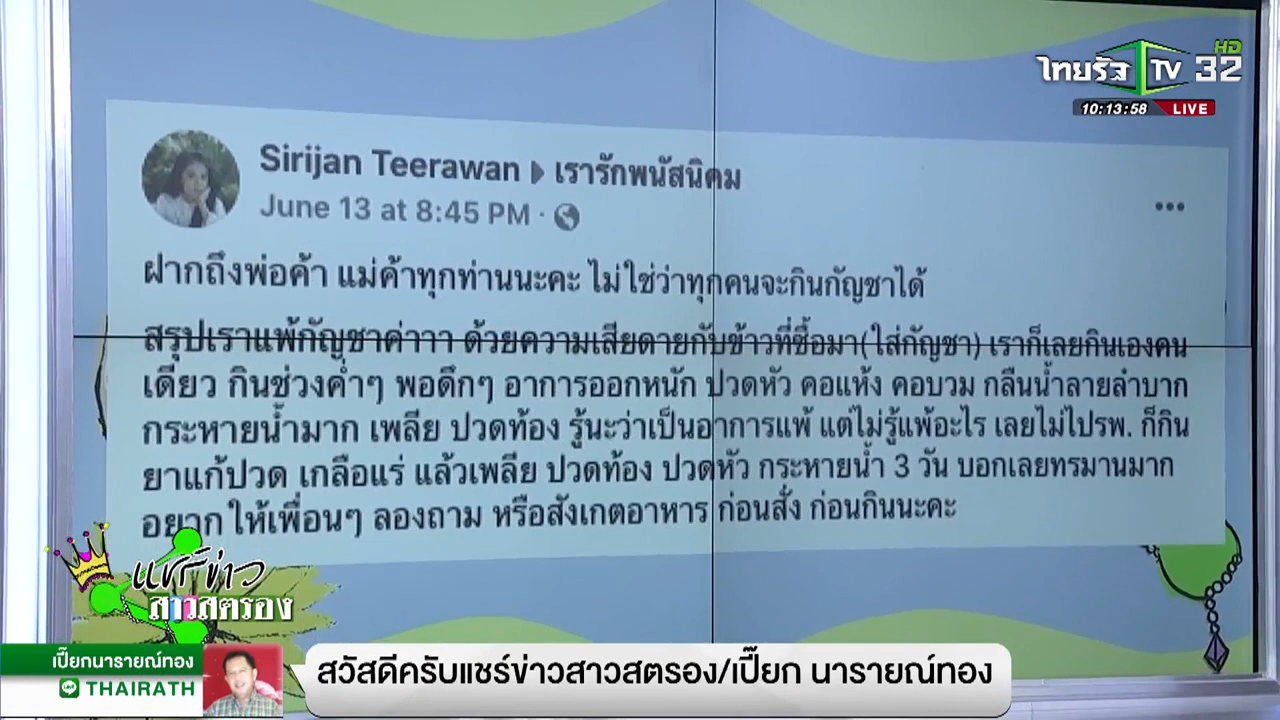 ไทยรัฐ TV HD 32
10:13:58 LIVE
Sirijan Teerawan ▸ เรารักพนัสนิคม
June 13 at 8:45 PM ·
ฝากถึงพ่อค้า แม่ค้าทุกท่านนะคะ ไม่ใช่ว่าทุกคนจะกินกัญชาได้
สรุปเราแพ้กัญชาค่าาา ด้วยความเสียดายกับข้าวที่ซื้อมา(ใส่กัญชา) เราก็เลยกินเองคน
เดียว กินช่วงค่ำๆ พอดึกๆ อาการออกหนัก ปวดหัว คอแห้ง คอบวม กลืนน้ำลายลำบาก
กระหายน้ำมาก เพลีย ปวดท้อง รู้นะว่าเป็นอาการแพ้ แต่ไม่รู้แพ้อะไร เลยไม่ไปรพ. ก็กิน
ยาแก้ปวด เกลือแร่ แล้วเพลีย ปวดท้อง ปวดหัว กระหายน้ำ 3 วัน บอกเลยทรมานมาก
อยากให้เพื่อนๆ ลองถาม หรือสังเกตอาหาร ก่อนสั่ง ก่อนกินนะคะ
แชร์ข่าว
สาวสตรอง
เปี๊ยกนารายณ์ทอง
THAIRATH
สวัสดีครับแชร์ข่าวสาวสตรอง/เปี๊ยก นารายณ์ทอง